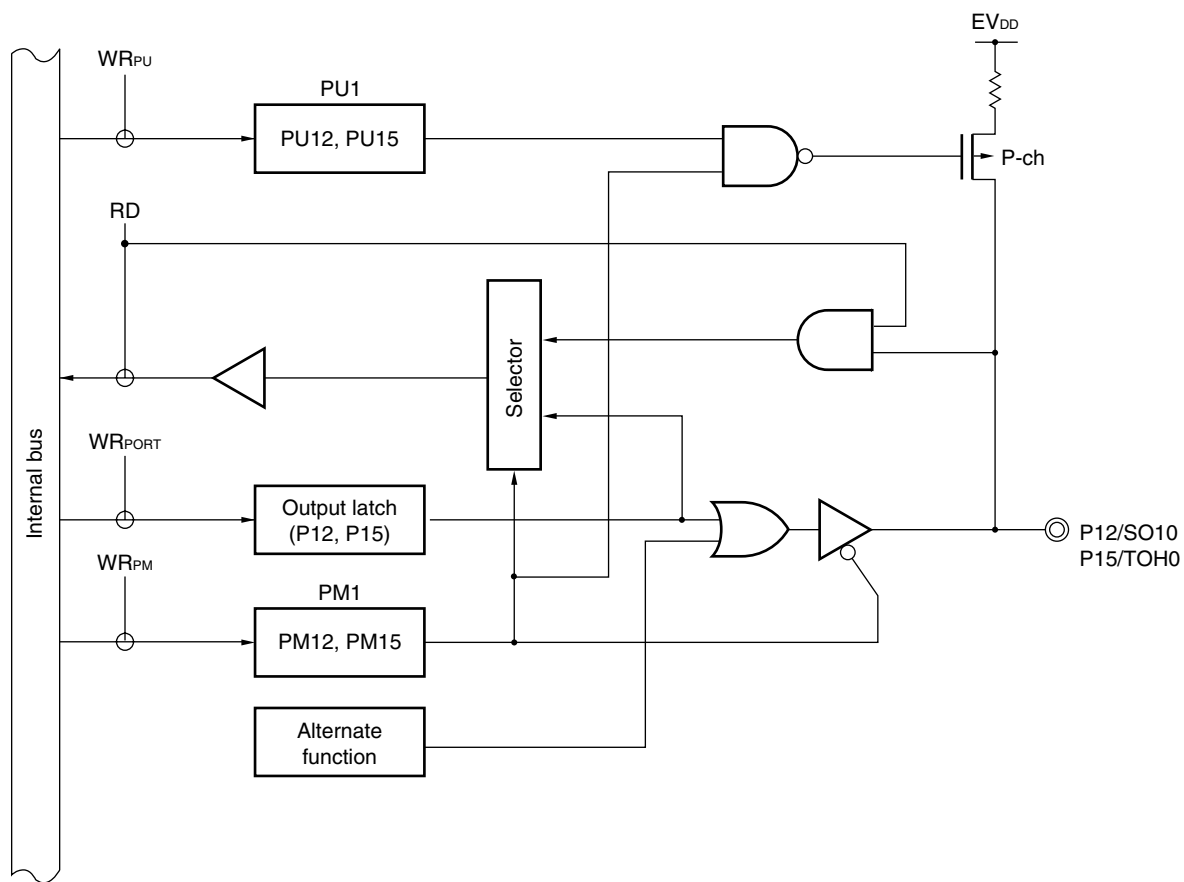 EVDD
WRPU
PU1
PU12, PU15
P-ch
RD
Selector
WRPORT
Internal bus
Output latch
(P12, P15)
P12/SO10
P15/TOH0
WRPM
PM1
PM12, PM15
Alternate
function